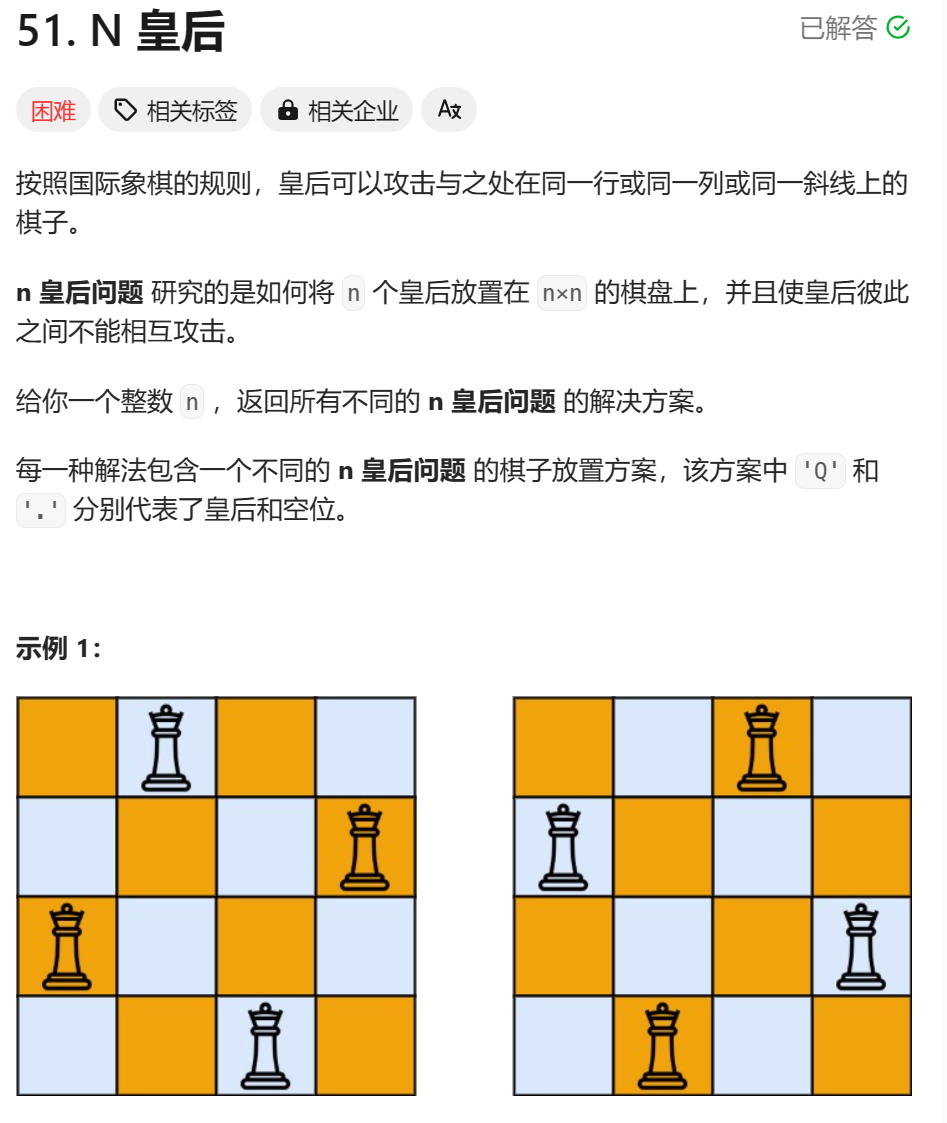 51. N 皇后
已解答
困难
相关标签
相关企业
按照国际象棋的规则，皇后可以攻击与之处在同一行或同一列或同一斜线上的
棋子。
n 皇后问题 研究的是如何将 n 个皇后放置在 n×n 的棋盘上，并且使皇后彼此
之间不能相互攻击。
给你一个整数 n ，返回所有不同的 n 皇后问题 的解决方案。
每一种解法包含一个不同的 n 皇后问题 的棋子放置方案，该方案中 'Q' 和
'.' 分别代表了皇后和空位。
示例 1：